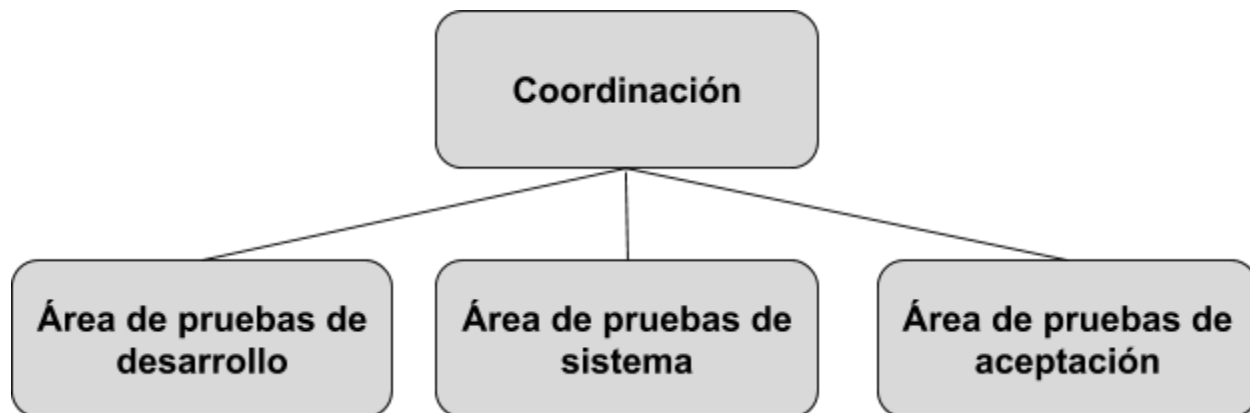 Coordinación
Área de pruebas de
desarrollo
Área de pruebas de
sistema
Área de pruebas de
aceptación